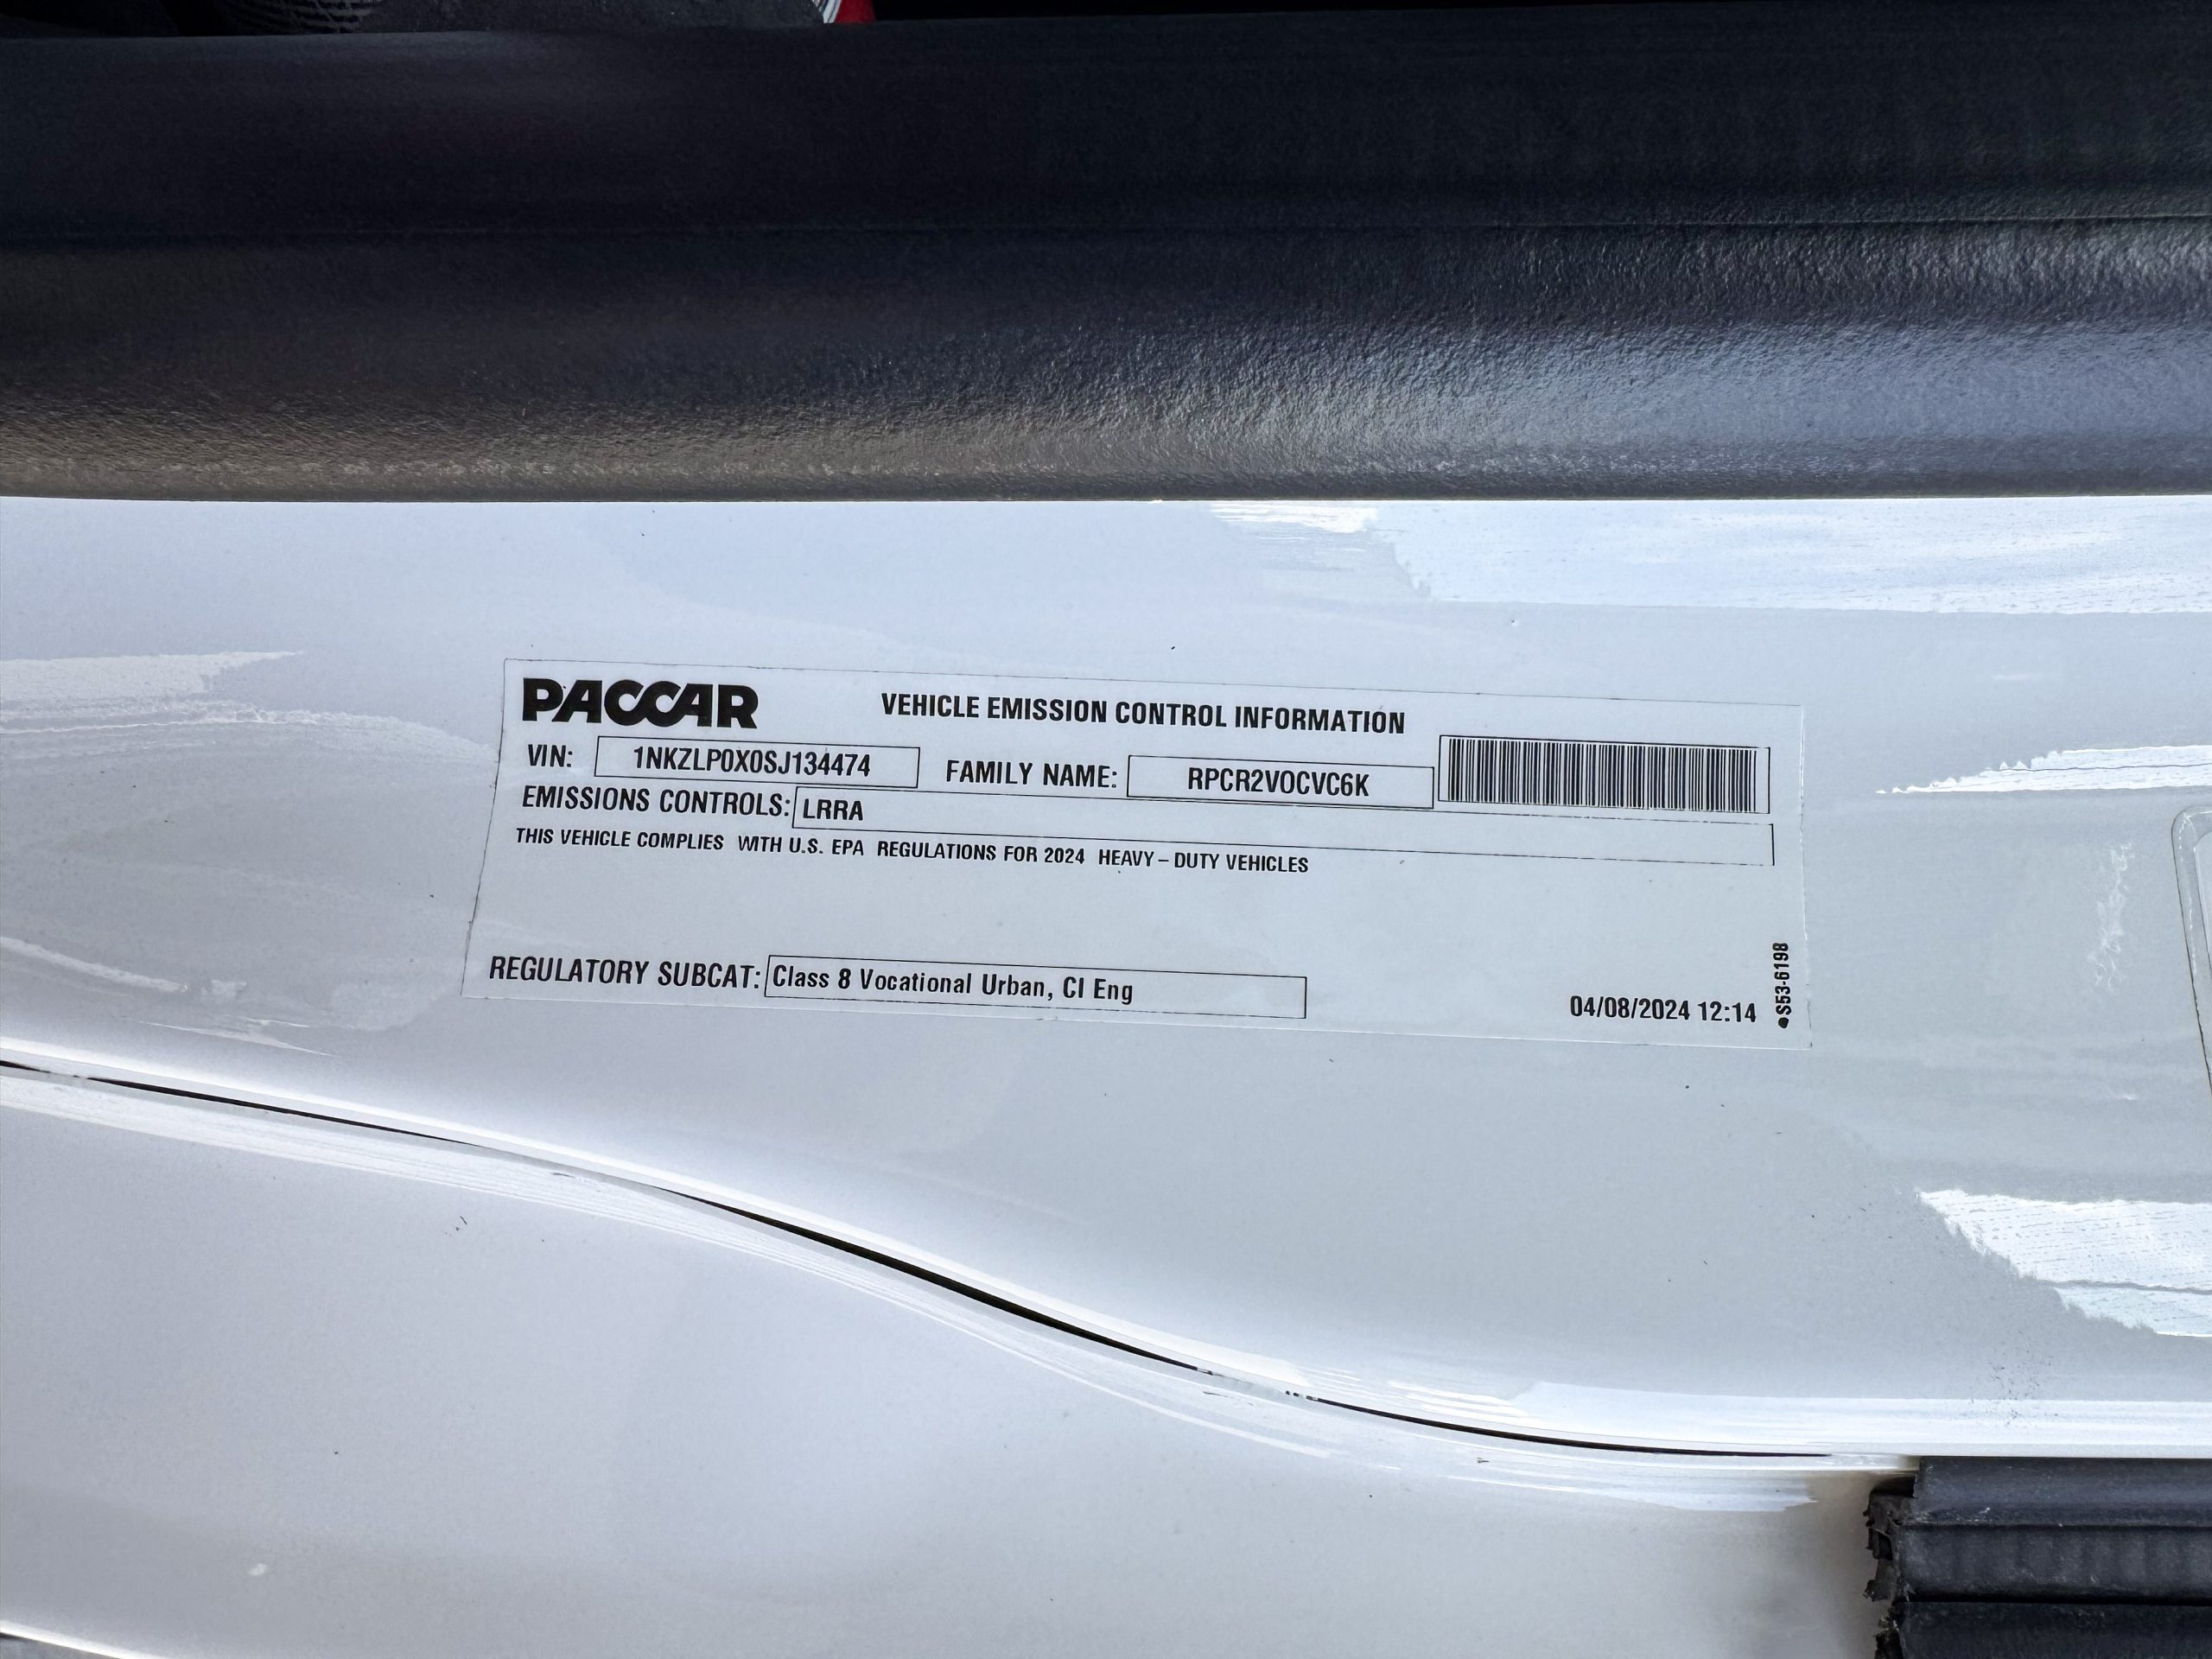 PACCAR VEHICLE EMISSION CONTROL INFORMATION
VIN: 1NKZLP0X0SJ134474 FAMILY NAME: RPCR2VOCVC6K
EMISSIONS CONTROLS: LRRA
THIS VEHICLE COMPLIES WITH U.S. EPA REGULATIONS FOR 2024 HEAVY – DUTY VEHICLES
REGULATORY SUBCAT: Class 8 Vocational Urban, CI Eng
04/08/2024 12:14
S53-6198